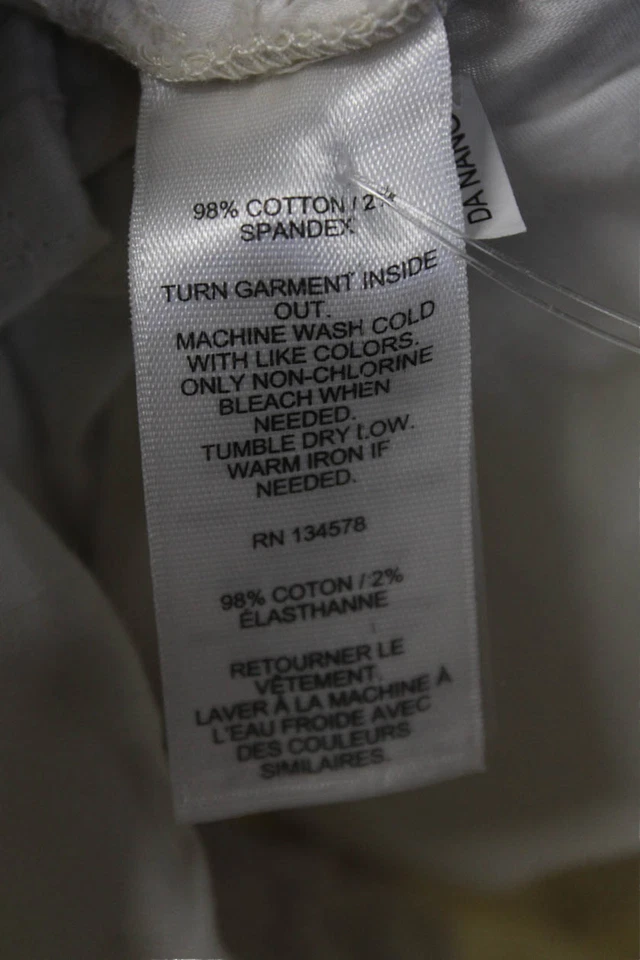 98% COTTON / 2%
SPANDEX
TURN GARMENT INSIDE
OUT.
MACHINE WASH COLD
WITH LIKE COLORS.
ONLY NON-CHLORINE
BLEACH WHEN
NEEDED.
TUMBLE DRY LOW.
WARM IRON IF
NEEDED.
RN 134578
98% COTON / 2%
ÉLASTHANNE
RETOURNER LE
VÊTEMENT.
LAVER À LA MACHINE À
L'EAU FROIDE AVEC
DES COULEURS
SIMILAIRES.
DA NANG